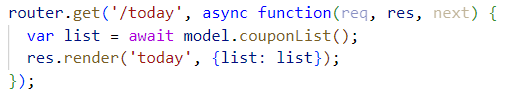 router.get('/today', async function(req, res, next) {
  var list = await model.couponList();
  res.render('today', {list: list});
});